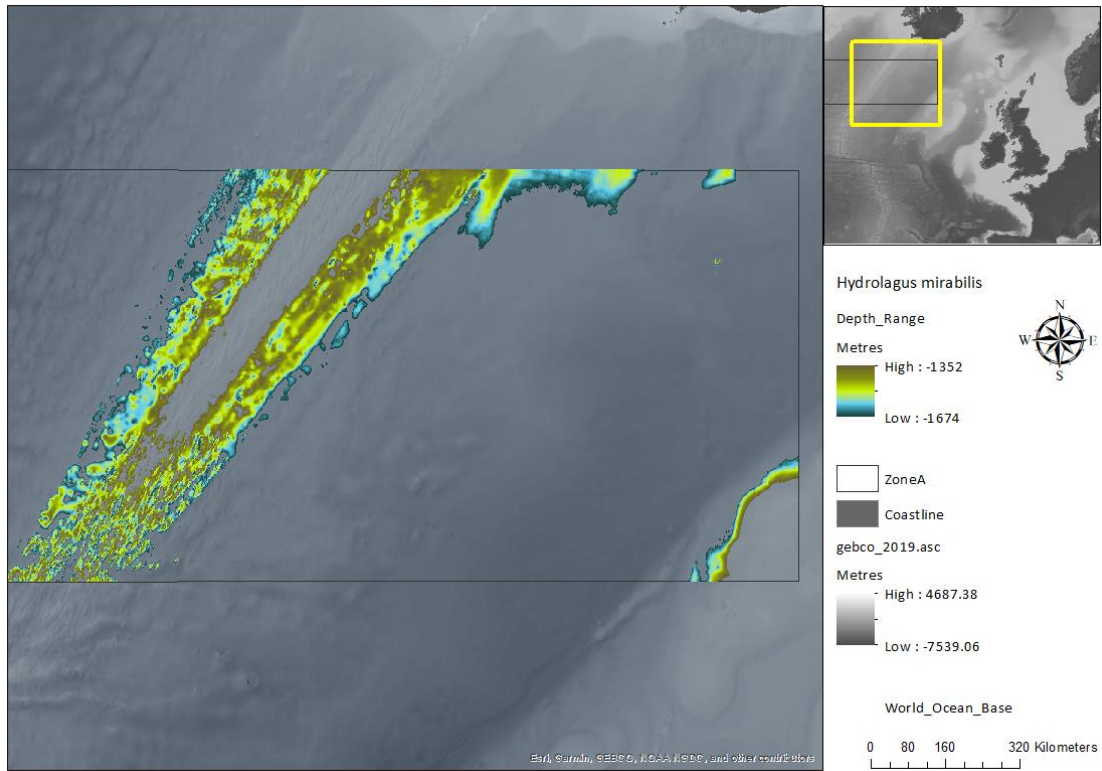 Hydrolagus mirabilis
Depth_Range
Metres
High : -1352
Low : -1674
N
W E
S
ZoneA
Coastline
gebco_2019.asc
Metres
High : 4687.38
Low : -7539.06
World_Ocean_Base
0 80 160 320 Kilometers
Esri, Garmin, GEBCO, NOAA NGDC, and other contributors